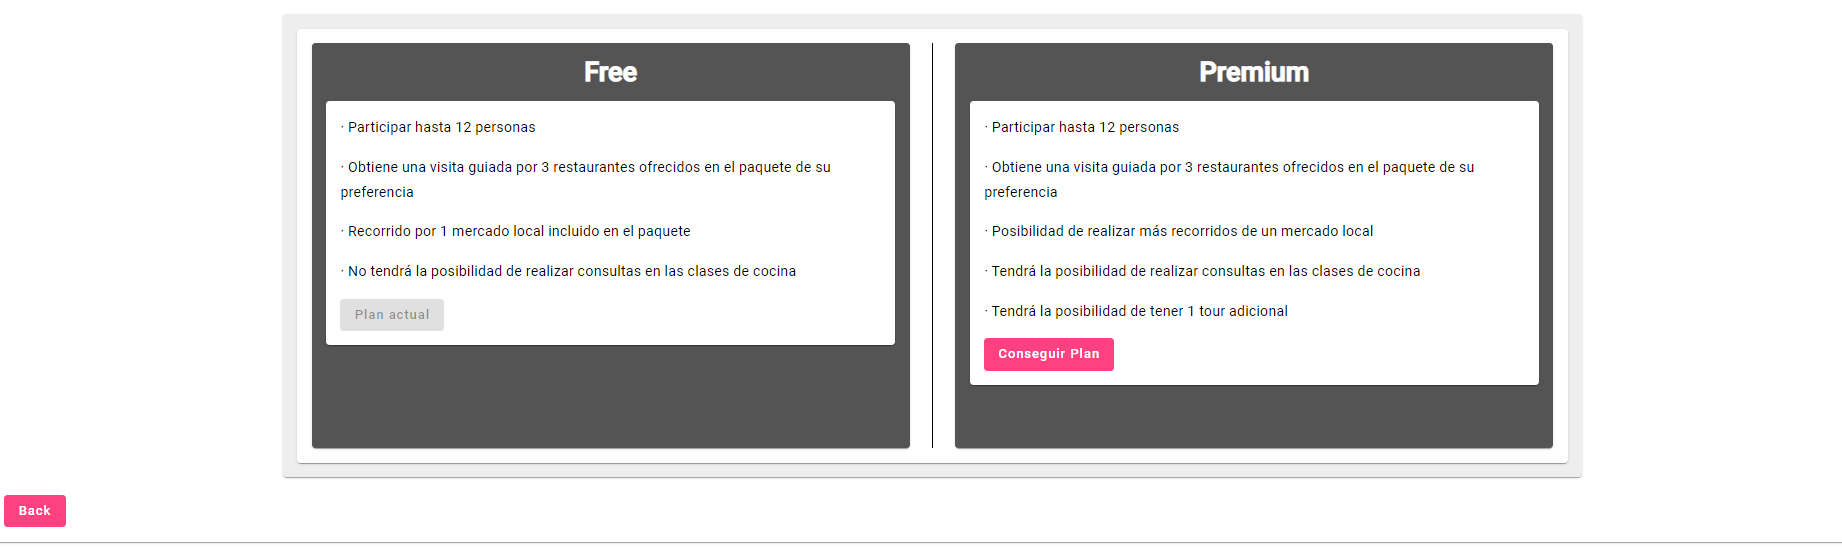 Free
· Participar hasta 12 personas
· Obtiene una visita guiada por 3 restaurantes ofrecidos en el paquete de su
preferencia
· Recorrido por 1 mercado local incluido en el paquete
· No tendrá la posibilidad de realizar consultas en las clases de cocina
Plan actual
Premium
· Participar hasta 12 personas
· Obtiene una visita guiada por 3 restaurantes ofrecidos en el paquete de su
preferencia
· Posibilidad de realizar más recorridos de un mercado local
· Tendrá la posibilidad de realizar consultas en las clases de cocina
· Tendrá la posibilidad de tener 1 tour adicional
Conseguir Plan
Back